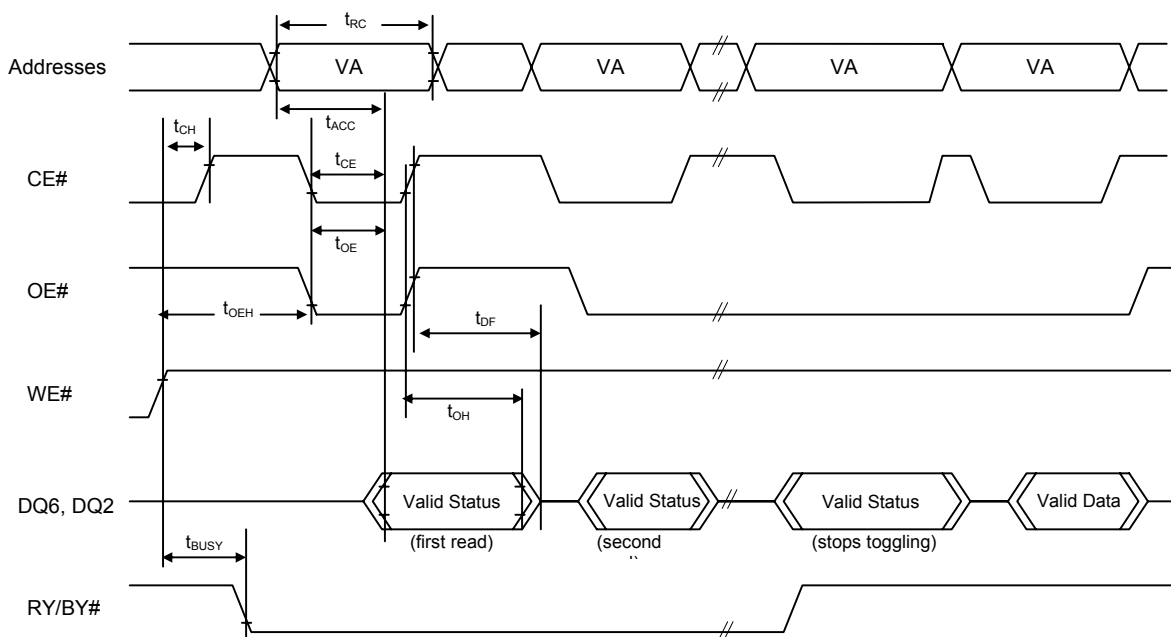 tRC
Addresses VA VA VA VA
tACC
tCH
tCE
CE#
tOE
OE#
tOEH
tDF
WE#
tOH
DQ6, DQ2 Valid Status Valid Status Valid Status Valid Data
(first read) (second (stops toggling)
tBUSY
RY/BY#